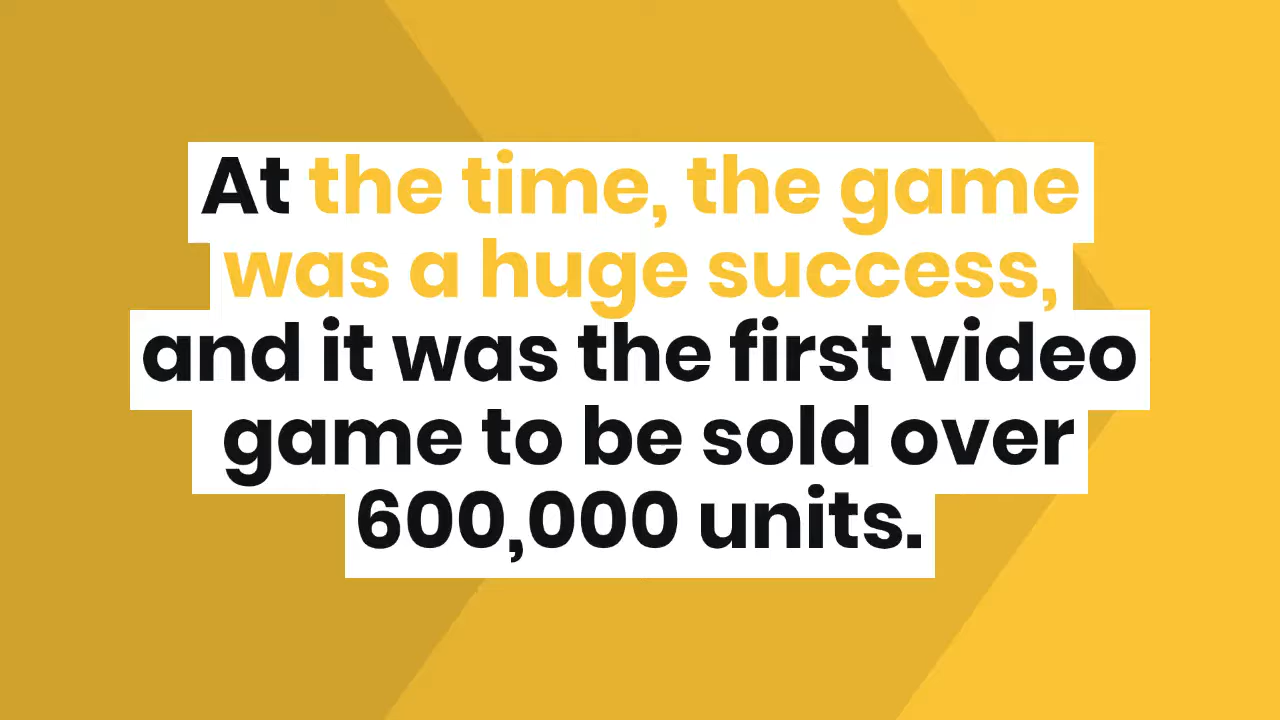 At the time, the game
was a huge success,
and it was the first video
game to be sold over
600,000 units.